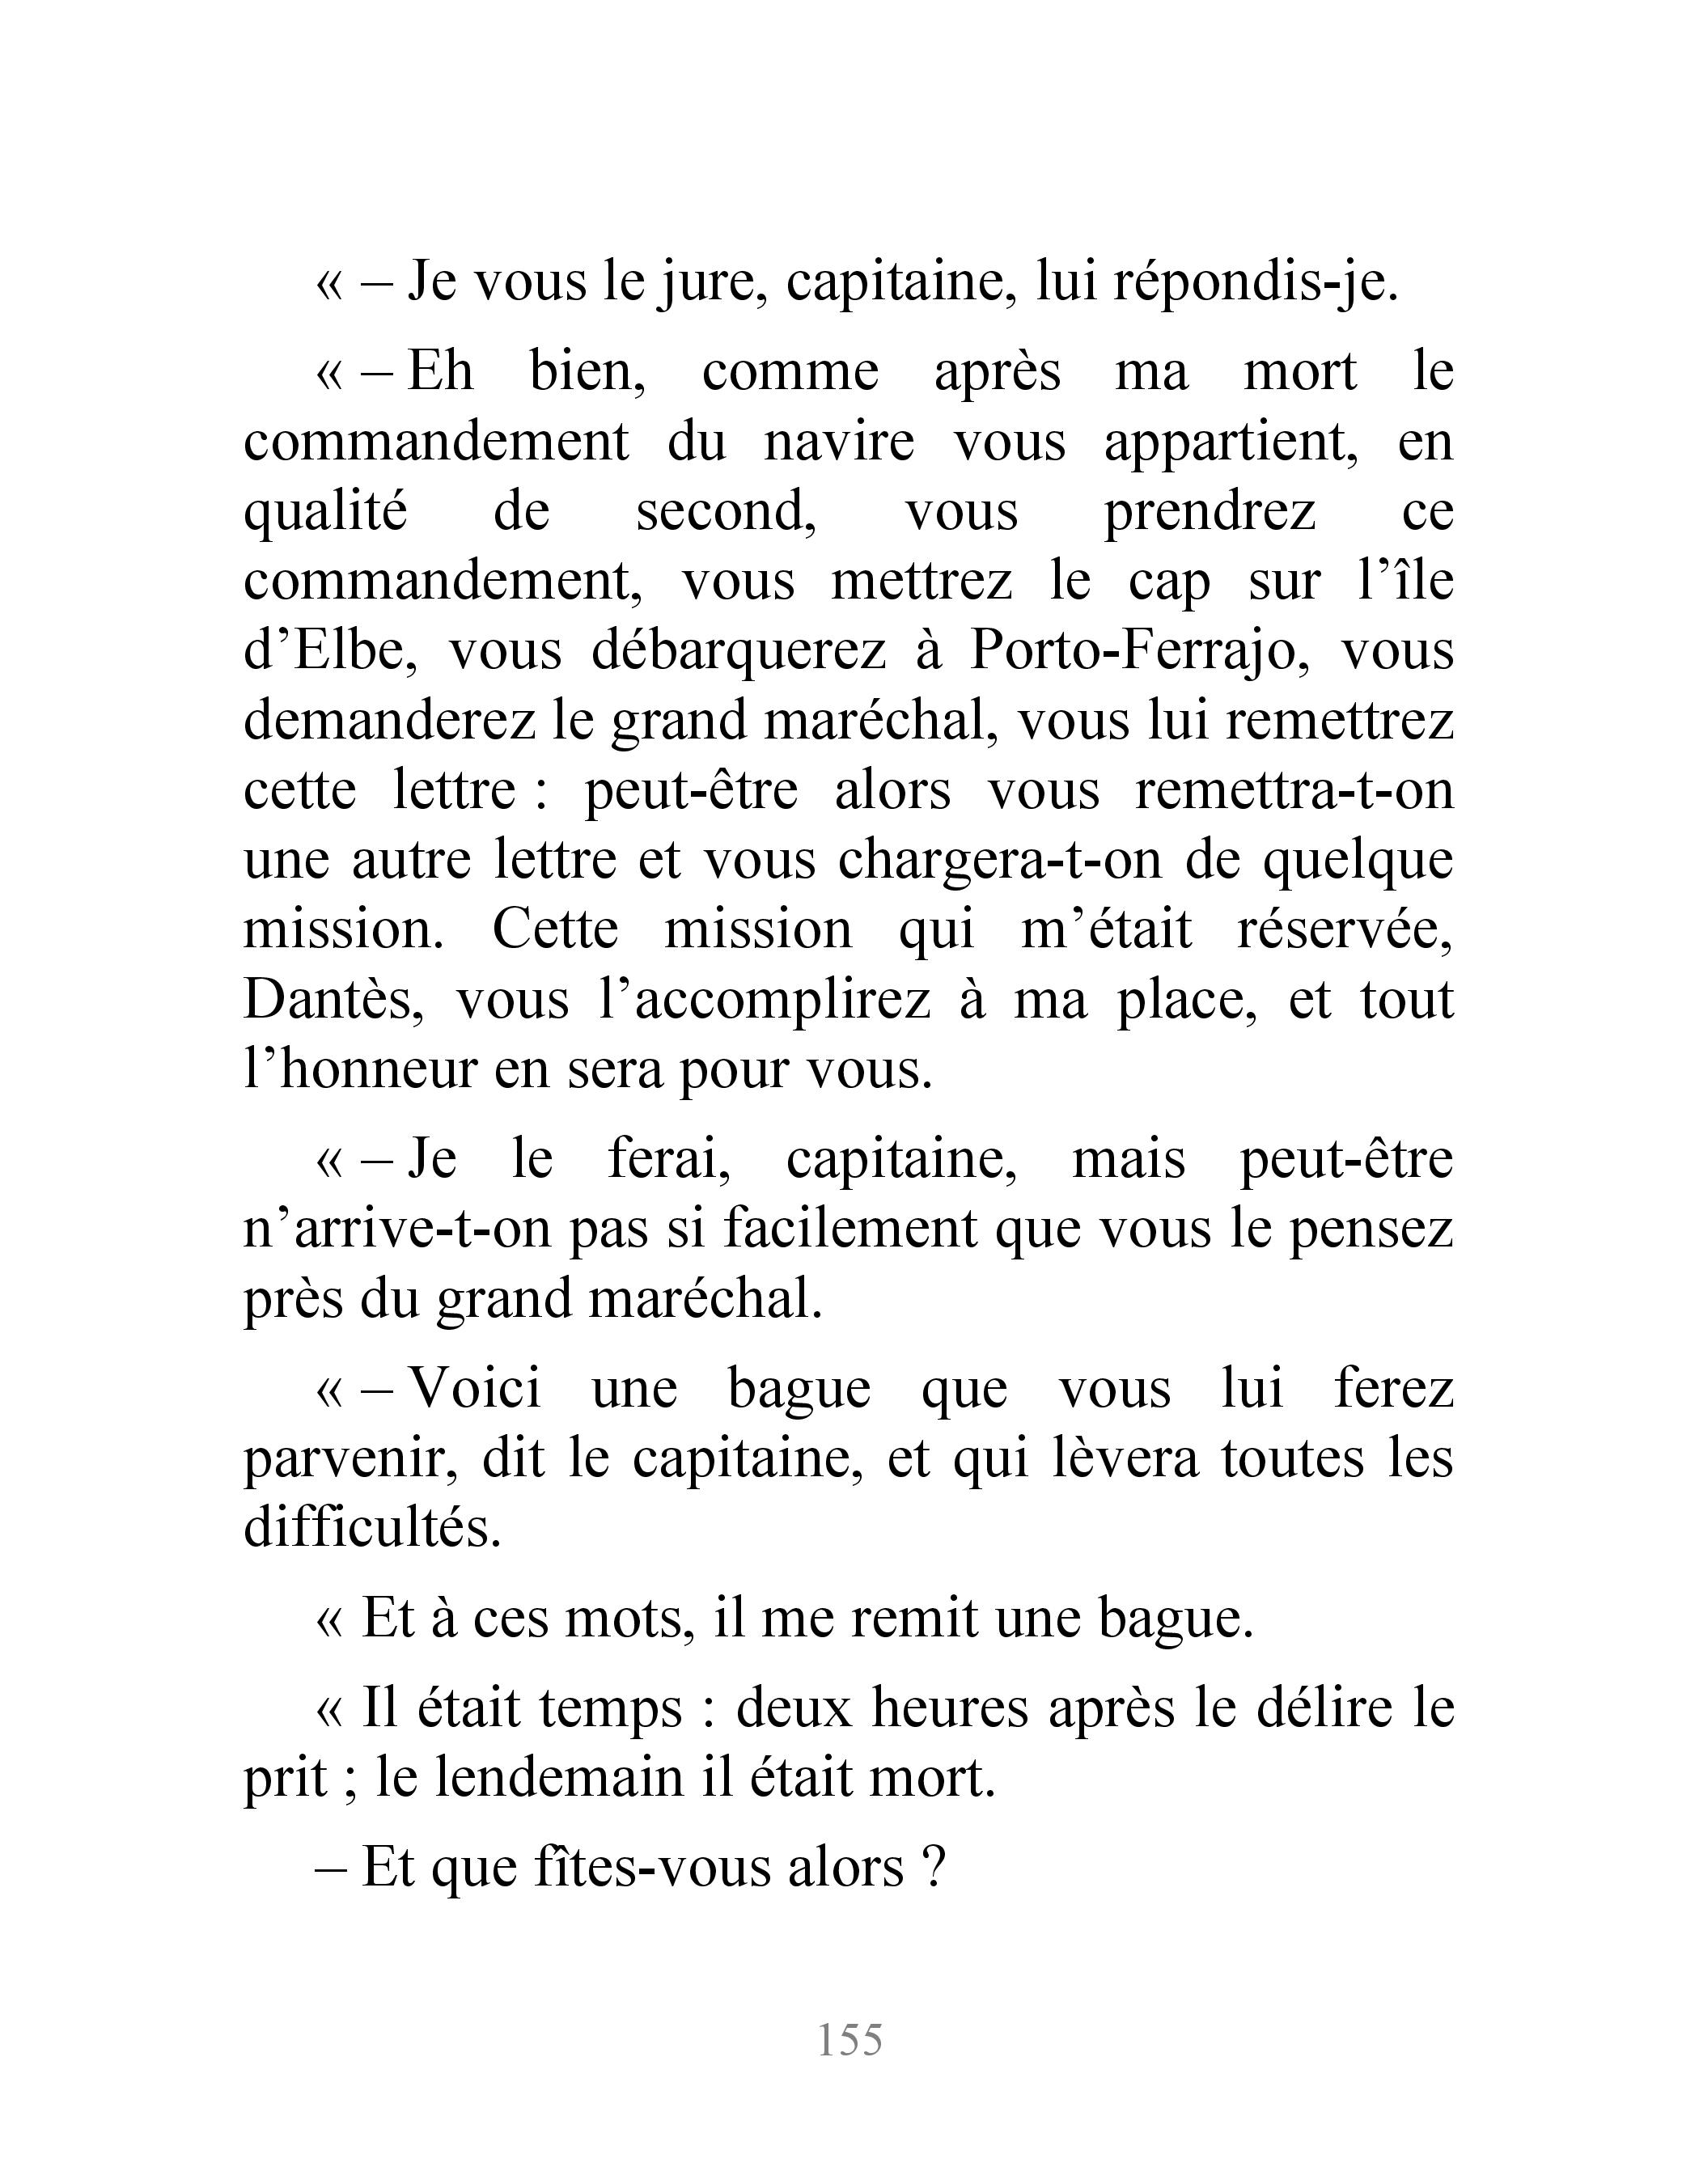 « – Je vous le jure, capitaine, lui répondis-je.
« – Eh bien, comme après ma mort le
commandement du navire vous appartient, en
qualité de second, vous prendrez ce
commandement, vous mettrez le cap sur l’île
d’Elbe, vous débarquerez à Porto-Ferrajo, vous
demanderez le grand maréchal, vous lui remettrez
cette lettre : peut-être alors vous remettra-t-on
une autre lettre et vous chargera-t-on de quelque
mission. Cette mission qui m’était réservée,
Dantès, vous l’accomplirez à ma place, et tout
l’honneur en sera pour vous.
« – Je le ferai, capitaine, mais peut-être
n’arrive-t-on pas si facilement que vous le pensez
près du grand maréchal.
« – Voici une bague que vous lui ferez
parvenir, dit le capitaine, et qui lèvera toutes les
difficultés.
« Et à ces mots, il me remit une bague.
« Il était temps : deux heures après le délire le
prit ; le lendemain il était mort.
– Et que fîtes-vous alors ?
155